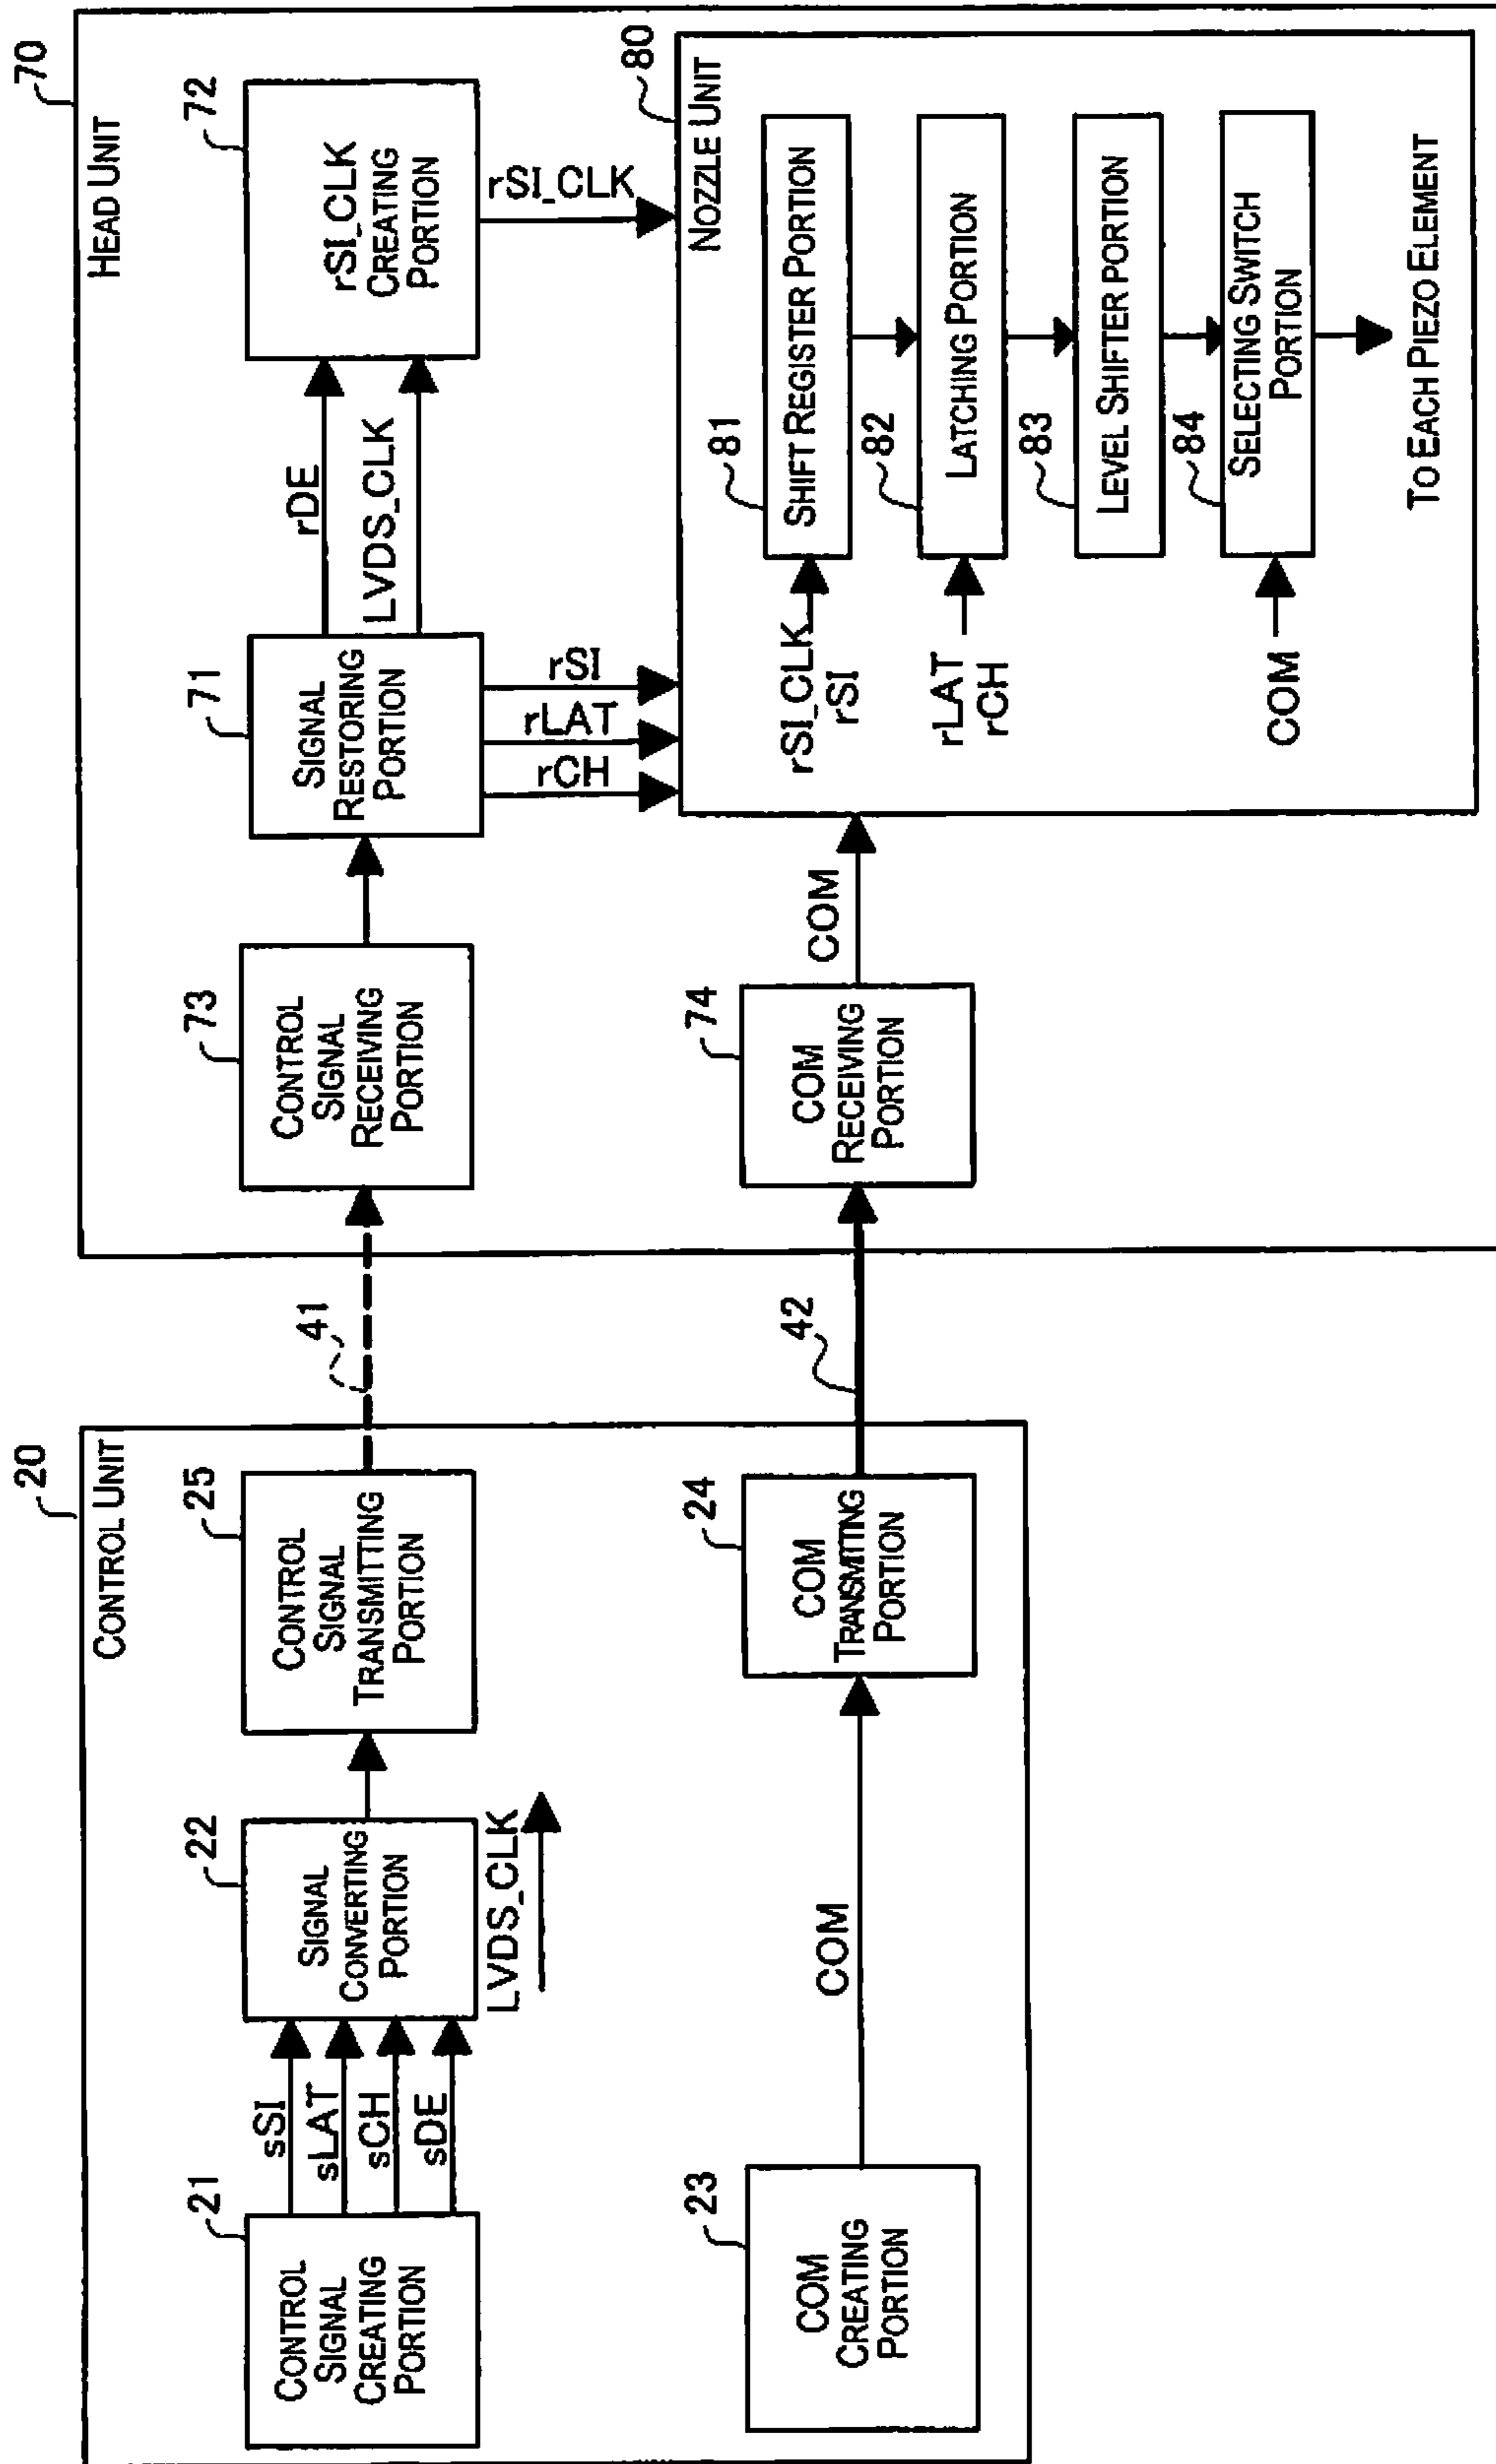 20
CONTROL UNIT
21
CONTROL
SIGNAL
CREATING
PORTION
sSI
sLAT
sCH
sDE
22
SIGNAL
CONVERTING
PORTION
LVDS_CLK
25
CONTROL
SIGNAL
TRANSMITTING
PORTION
23
COM
CREATING
PORTION
COM
24
COM
TRANSMITTING
PORTION
41
42
70
HEAD UNIT
73
CONTROL
SIGNAL
RECEIVING
PORTION
71
SIGNAL
RESTORING
PORTION
rDE
LVDS_CLK
72
rSI_CLK
CREATING
PORTION
rSI
rLAT
rCH
rSI_CLK
74
COM
RECEIVING
PORTION
COM
80
NOZZLE UNIT
81
SHIFT REGISTER PORTION
rSI_CLK
rSI
82
LATCHING PORTION
rLAT
rCH
83
LEVEL SHIFTER PORTION
84
SELECTING SWITCH
PORTION
COM
TO EACH PIEZO ELEMENT